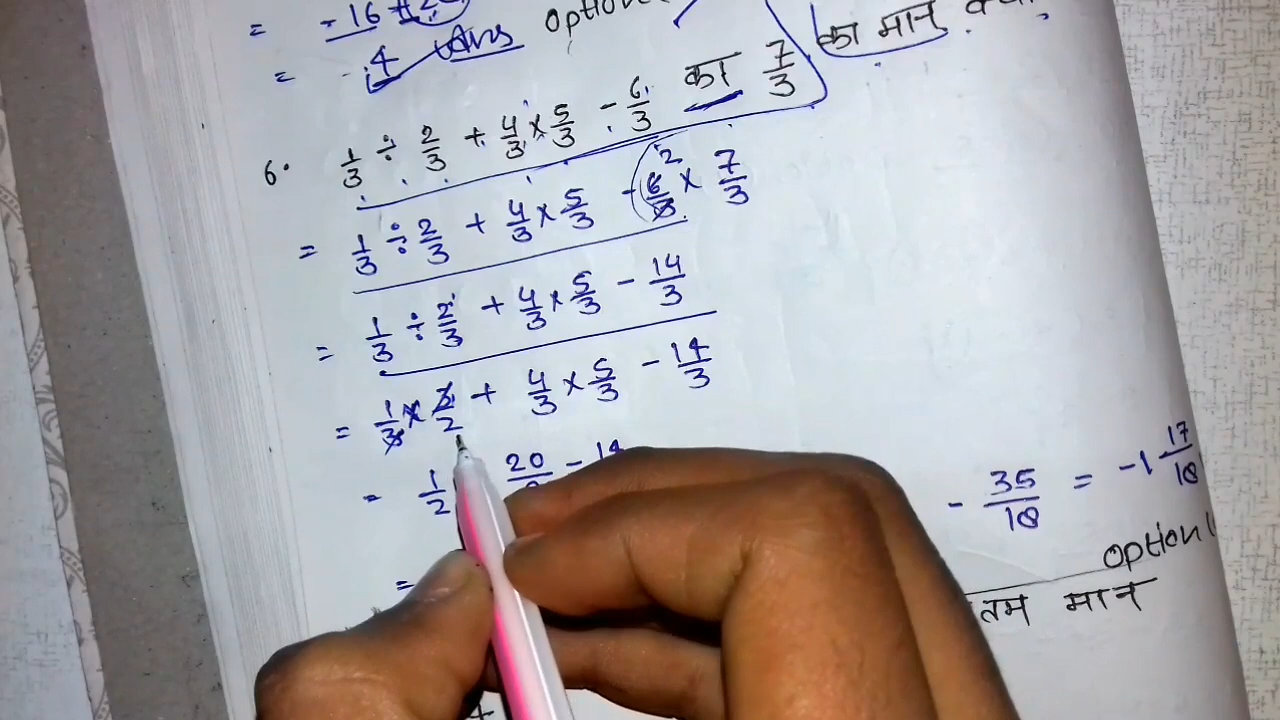 = -16
= -4 Ans option
का मान
6. 1/3 ÷ 2/3 + 4/3 × 5/3 - 6/3 का 7/3
= 1/3 ÷ 2/3 + 4/3 × 5/3 - (6/3 × 7/3 2
= 1/3 ÷ 2/3 + 4/3 × 5/3 - 14/3
= 1/3 × 3/2 + 4/3 × 5/3 - 14/3
= 1/2 20 - 14
- 35/18 = -1 17/18
=
option (
तम मान